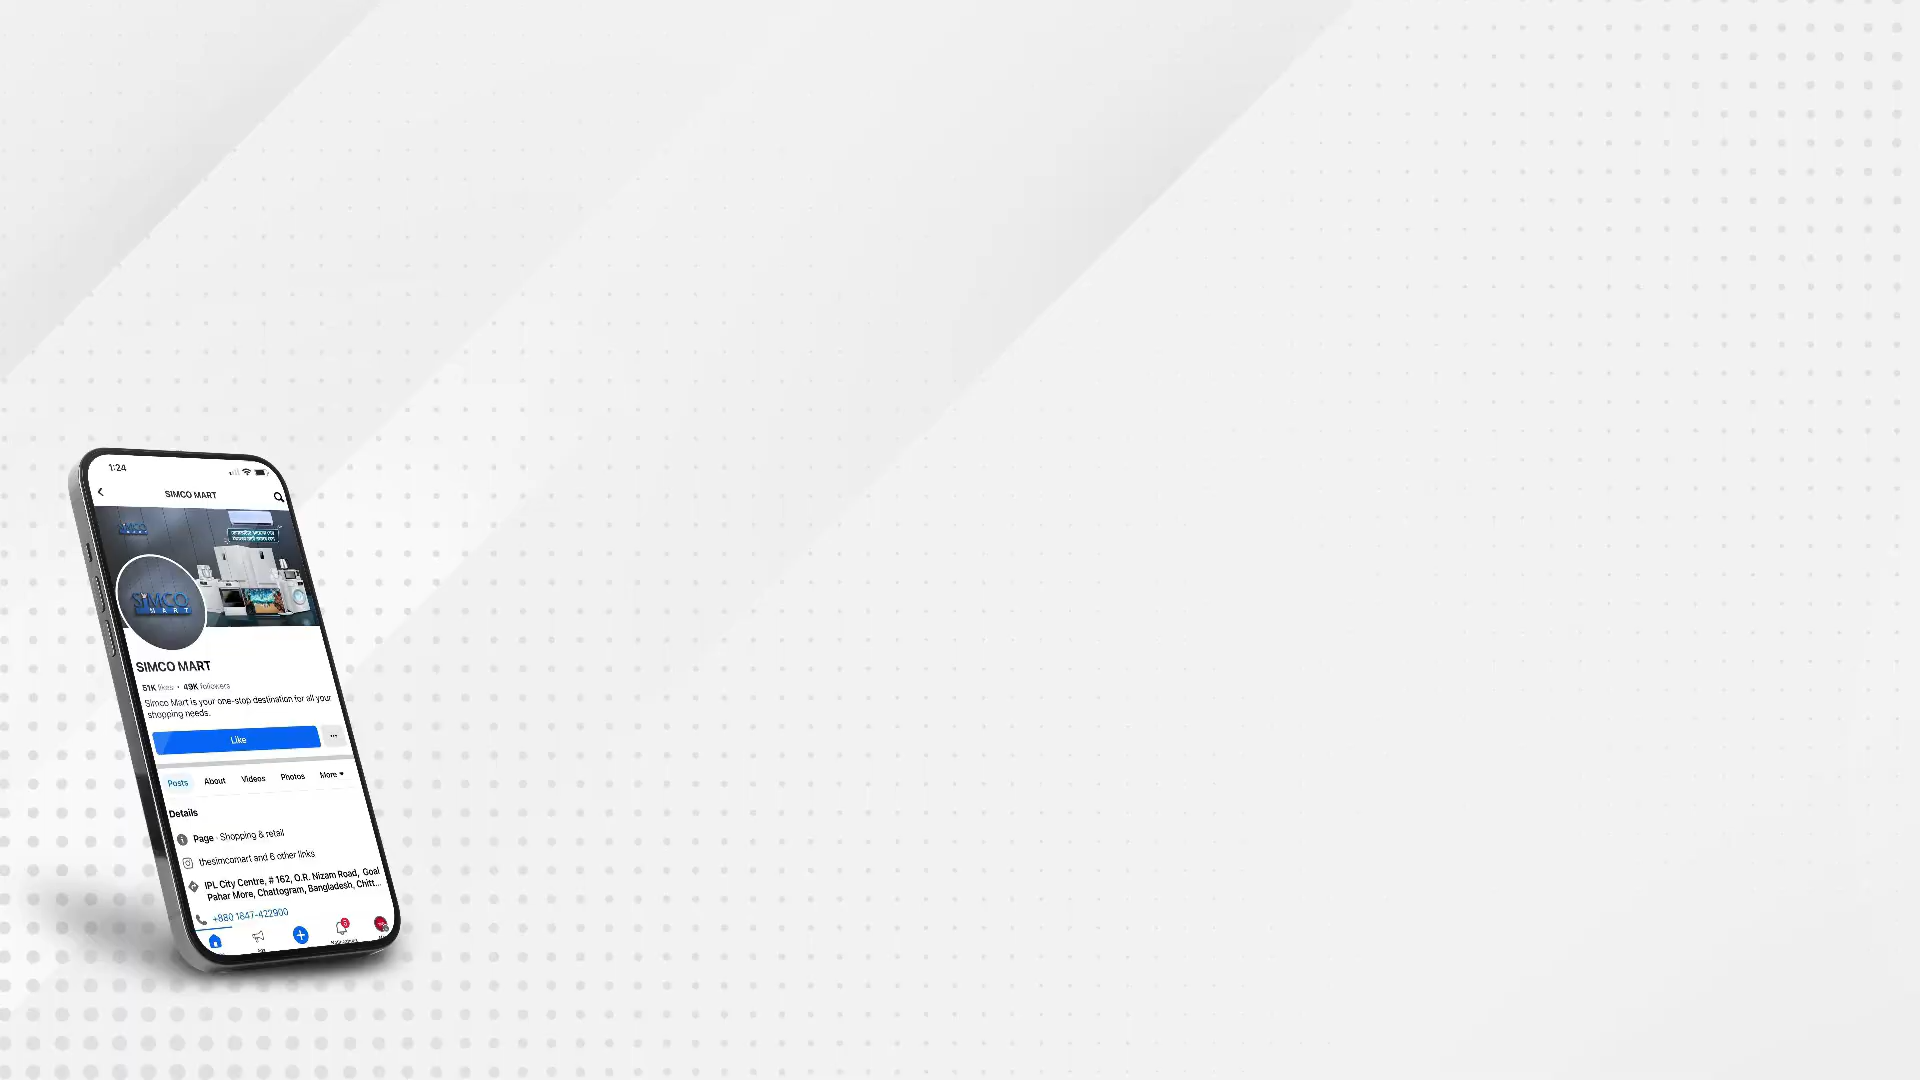 1:24
SIMCO MART
SIMCO
MART
SIMCO
MART
SIMCO MART
51K likes · 49K followers
Simco Mart is your one-stop destination for all your
shopping needs.
Like
Posts About Videos Photos More
Details
Page · Shopping & retail
thesimcomart and 6 other links
IPL City Centre, # 162, O.R. Nizam Road, Goal
Pahar More, Chattogram, Bangladesh, Chitt...
+880 1847-422900